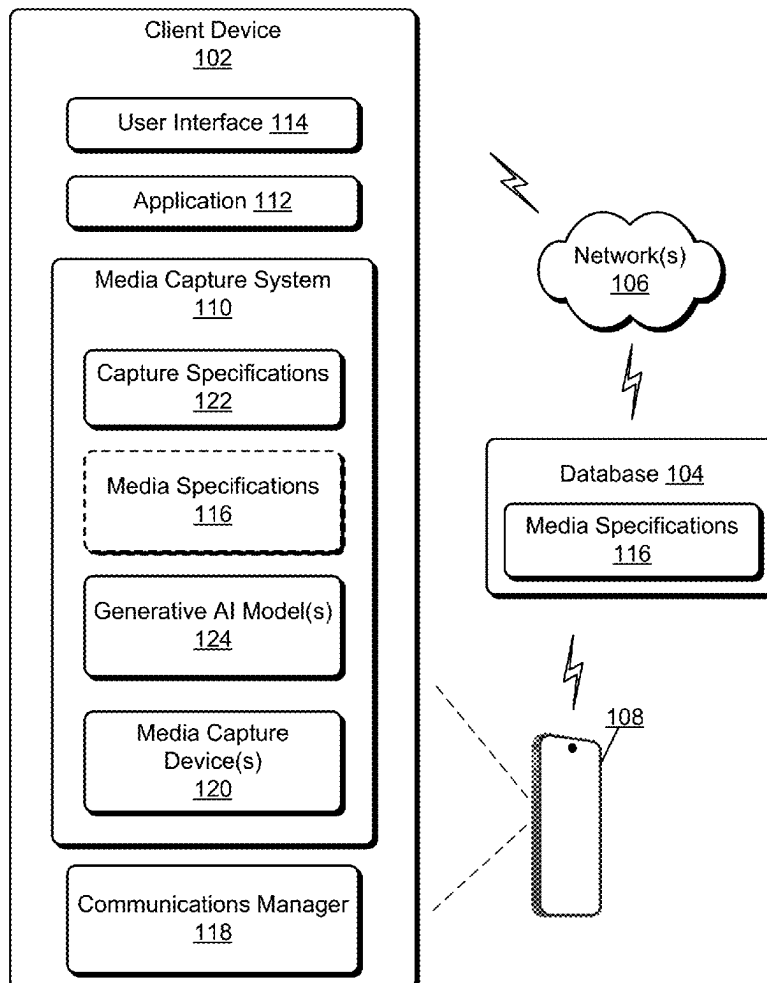 Client Device
102
User Interface 114
Application 112
Media Capture System
110
Capture Specifications
122
Media Specifications
116
Generative AI Model(s)
124
Media Capture
Device(s)
120
Communications Manager
118
Network(s)
106
Database 104
Media Specifications
116
108